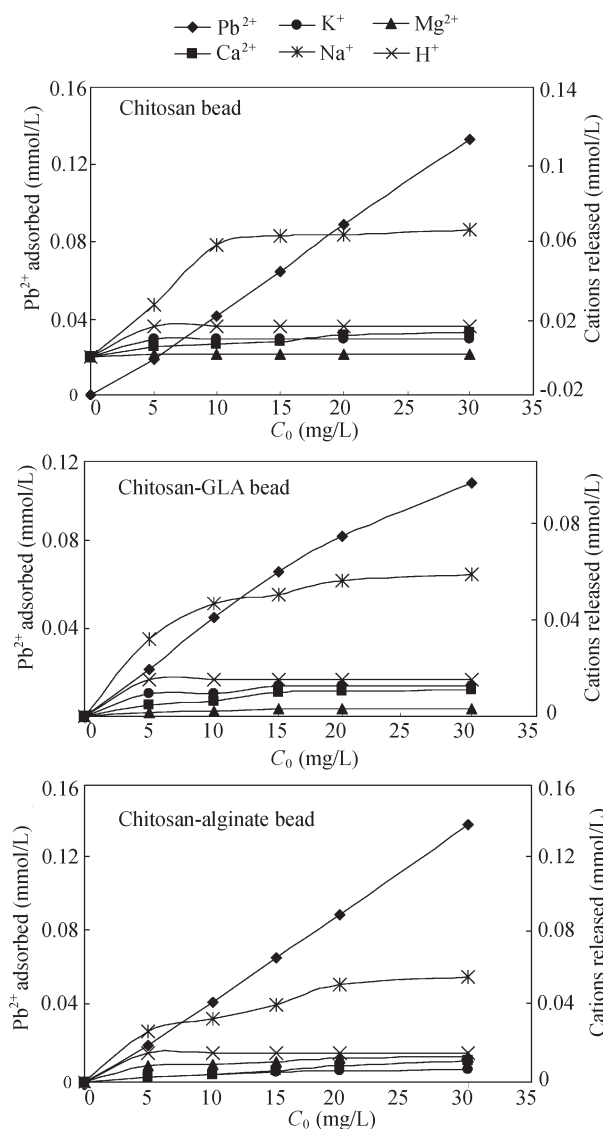 Pb²⁺ K⁺ Mg²⁺
Ca²⁺ Na⁺ H⁺
Chitosan bead
Pb²⁺ adsorbed (mmol/L)
0.16
0.12
0.08
0.04
0
Cations released (mmol/L)
0.14
0.1
0.06
0.02
-0.02
0 5 10 15 20 25 30 35
C₀ (mg/L)
Chitosan-GLA bead
Pb²⁺ adsorbed (mmol/L)
0.12
0.08
0.04
Cations released (mmol/L)
0.08
0.04
0
0 5 10 15 20 25 30 35
C₀ (mg/L)
Chitosan-alginate bead
Pb²⁺ adsorbed (mmol/L)
0.16
0.12
0.08
0.04
0
Cations released (mmol/L)
0.16
0.12
0.08
0.04
0
0 5 10 15 20 25 30 35
C₀ (mg/L)